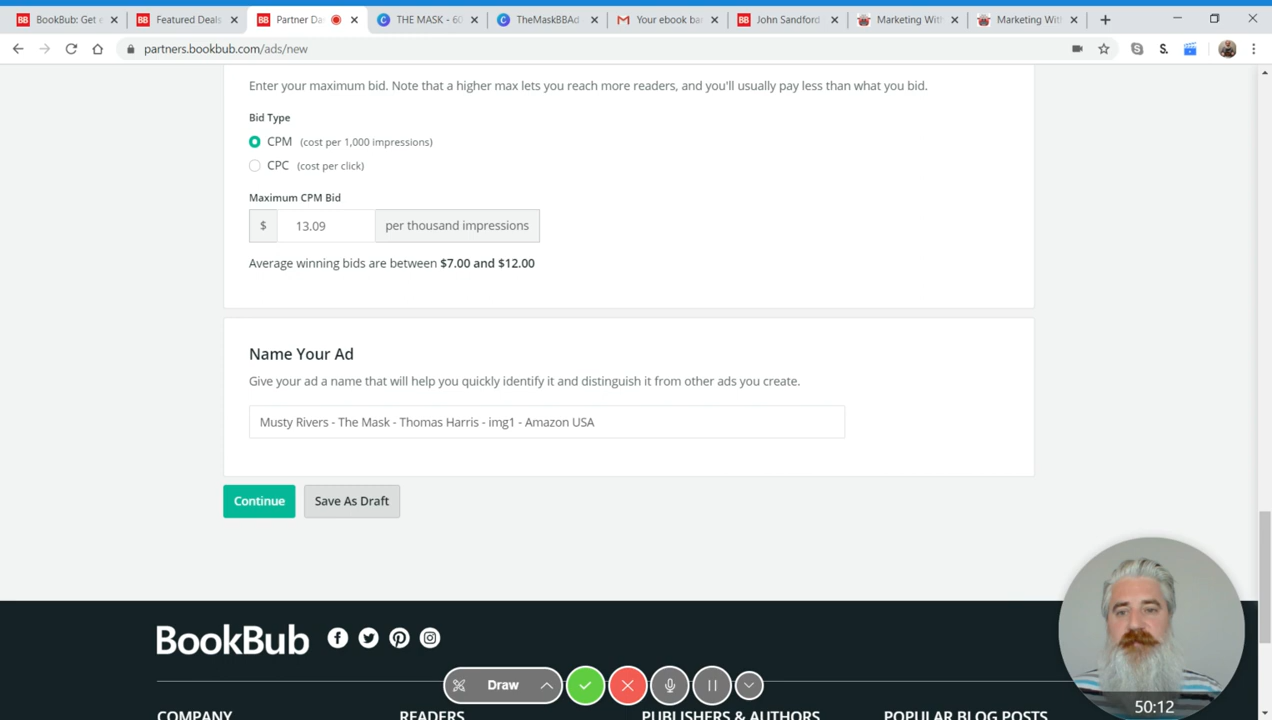 BookBub: Get e
Featured Deals
Partner Da
THE MASK - 60
TheMaskBBAd
Your ebook ba
John Sandford
Marketing Wit
Marketing Wit
partners.bookbub.com/ads/new
Enter your maximum bid. Note that a higher max lets you reach more readers, and you'll usually pay less than what you bid.
Bid Type
CPM (cost per 1,000 impressions)
CPC (cost per click)
Maximum CPM Bid
$ 13.09 per thousand impressions
Average winning bids are between $7.00 and $12.00
Name Your Ad
Give your ad a name that will help you quickly identify it and distinguish it from other ads you create.
Musty Rivers - The Mask - Thomas Harris - img1 - Amazon USA
Continue Save As Draft
BookBub
Draw
50:12
COMPANY READERS PUBLISHERS & AUTHORS POPULAR BLOG POSTS